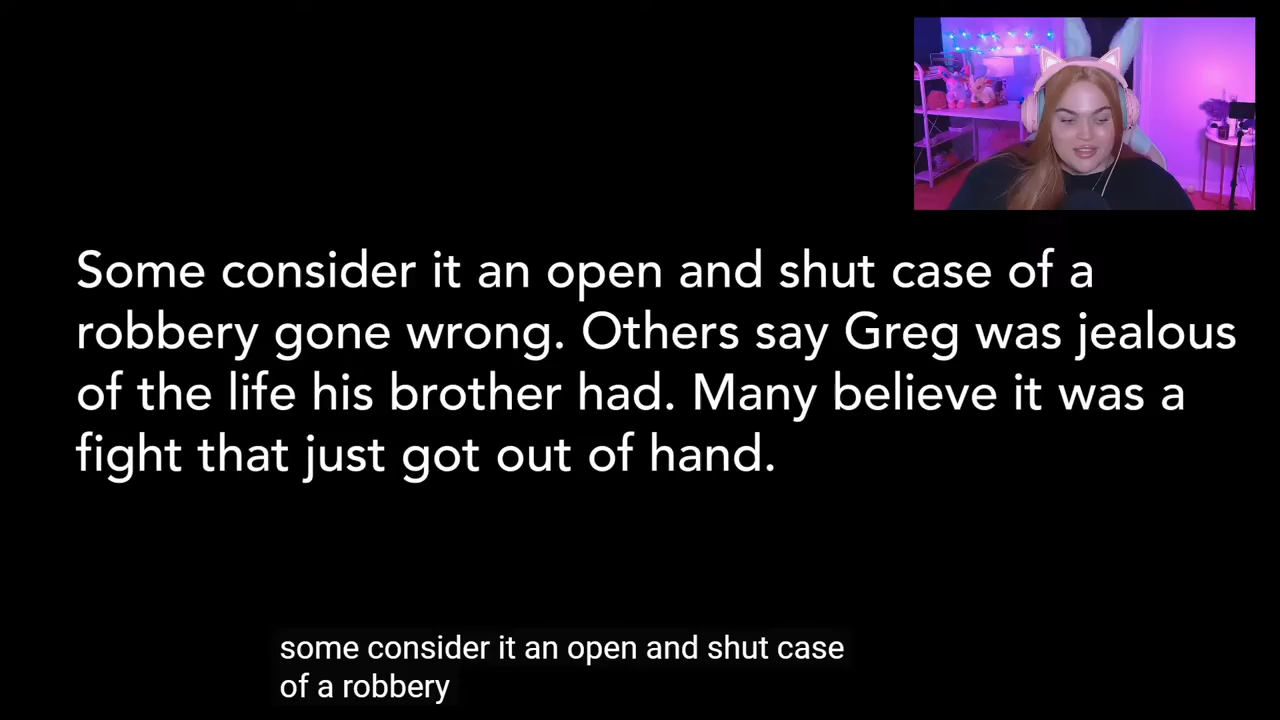 Some consider it an open and shut case of a
robbery gone wrong. Others say Greg was jealous
of the life his brother had. Many believe it was a
fight that just got out of hand.
some consider it an open and shut case
of a robbery